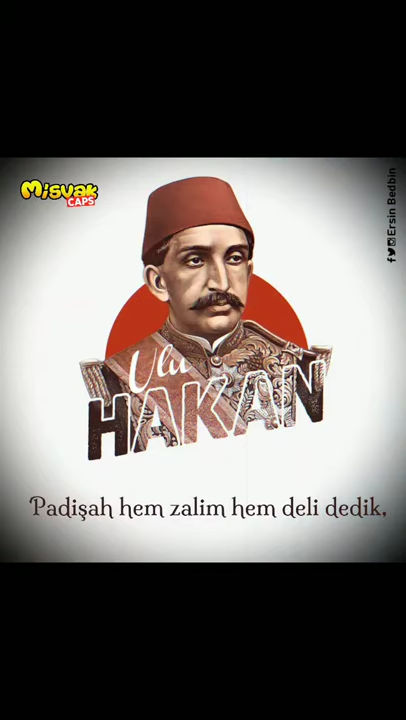 Misvak
CAPS
Ersin Bedbin
Ulu
HAKAN
Padişah hem zalim hem deli dedik,